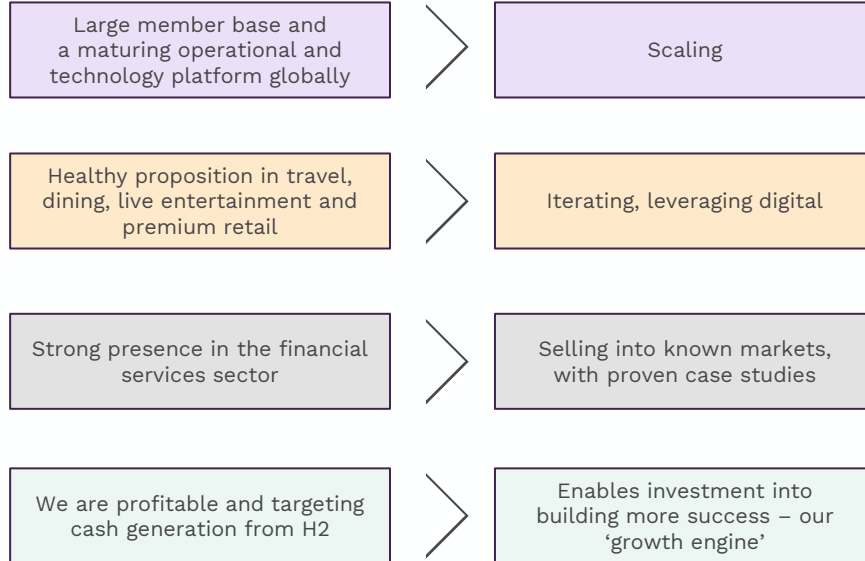 Large member base and
a maturing operational and
technology platform globally
Scaling
Healthy proposition in travel,
dining, live entertainment and
premium retail
Iterating, leveraging digital
Strong presence in the financial
services sector
Selling into known markets,
with proven case studies
We are profitable and targeting
cash generation from H2
Enables investment into
building more success – our
‘growth engine’